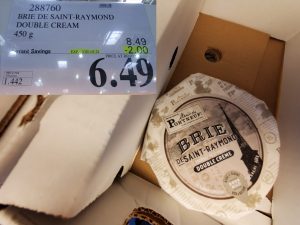 288760
BRIE DE SAINT-RAYMOND
DOUBLE CREAM
450 g
8.49
-2.00
6.49
1.442
PORTNEUF
BRIE
DE SAINT-RAYMOND
DOUBLE CRÈME